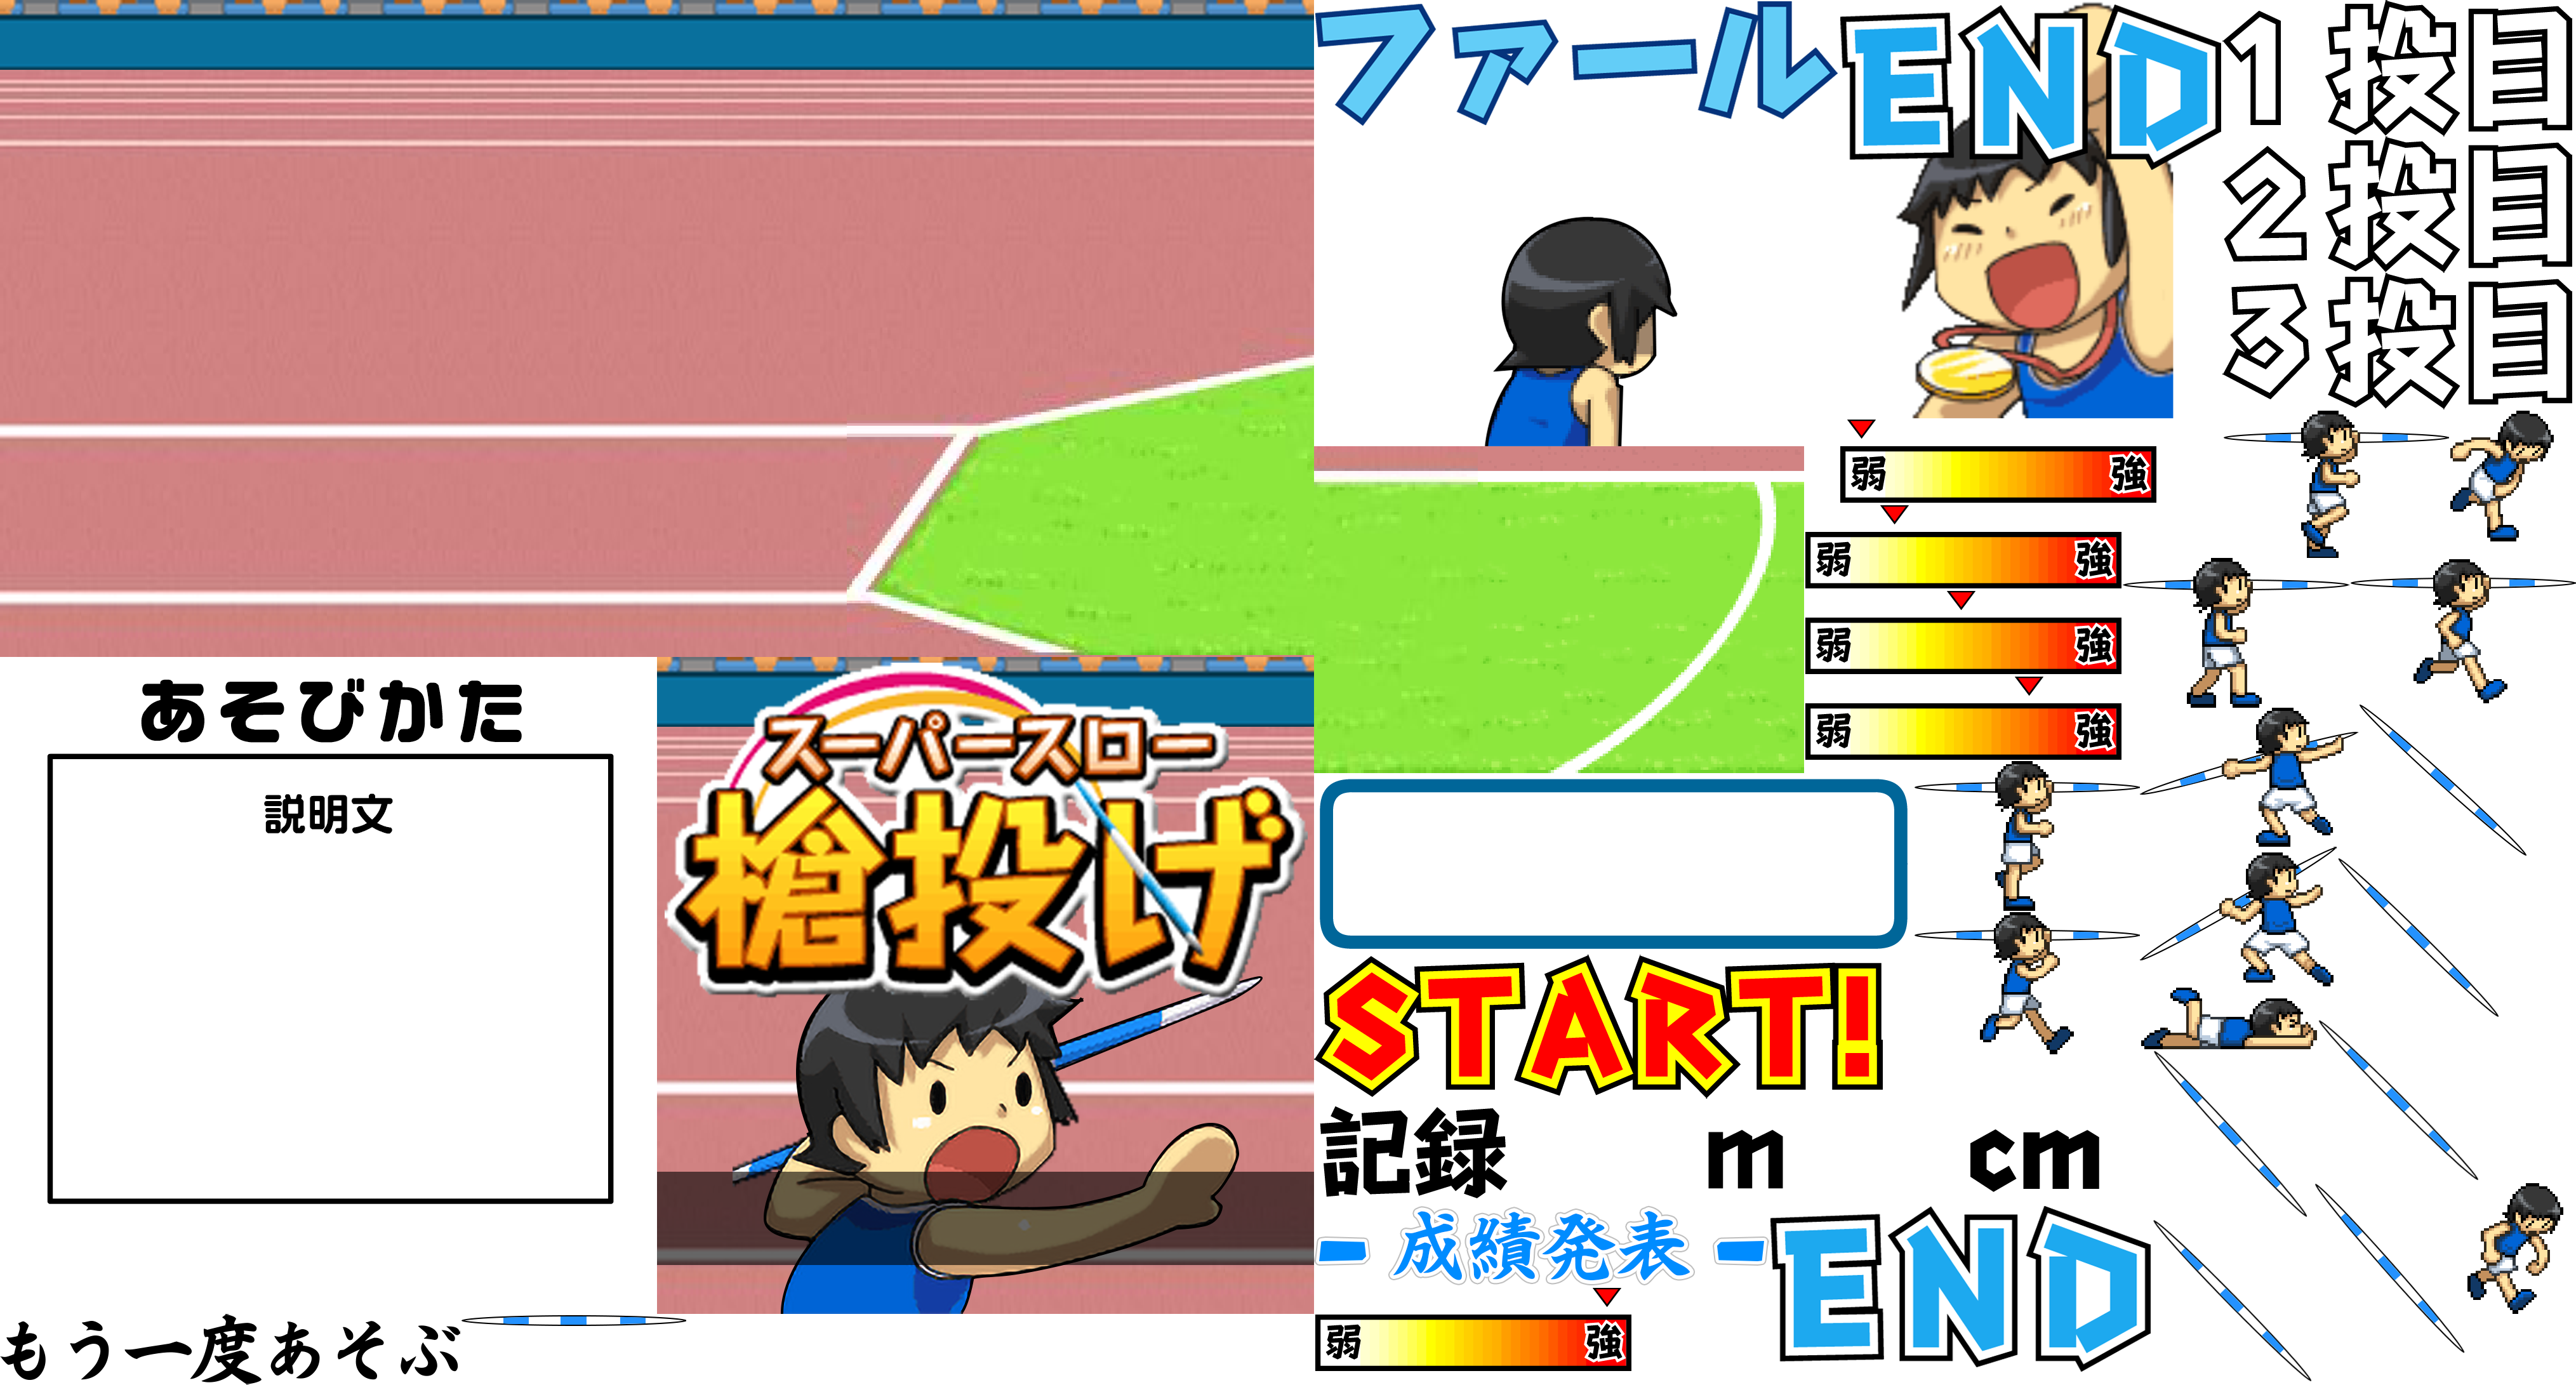 ファール
END
1投目
2投目
3投目
弱 強
弱 強
弱 強
弱 強
あそびかた
説明文
スーパースロー
槍投げ
START!
記録 m cm
- 成績発表 -
END
弱 強
もう一度あそぶ